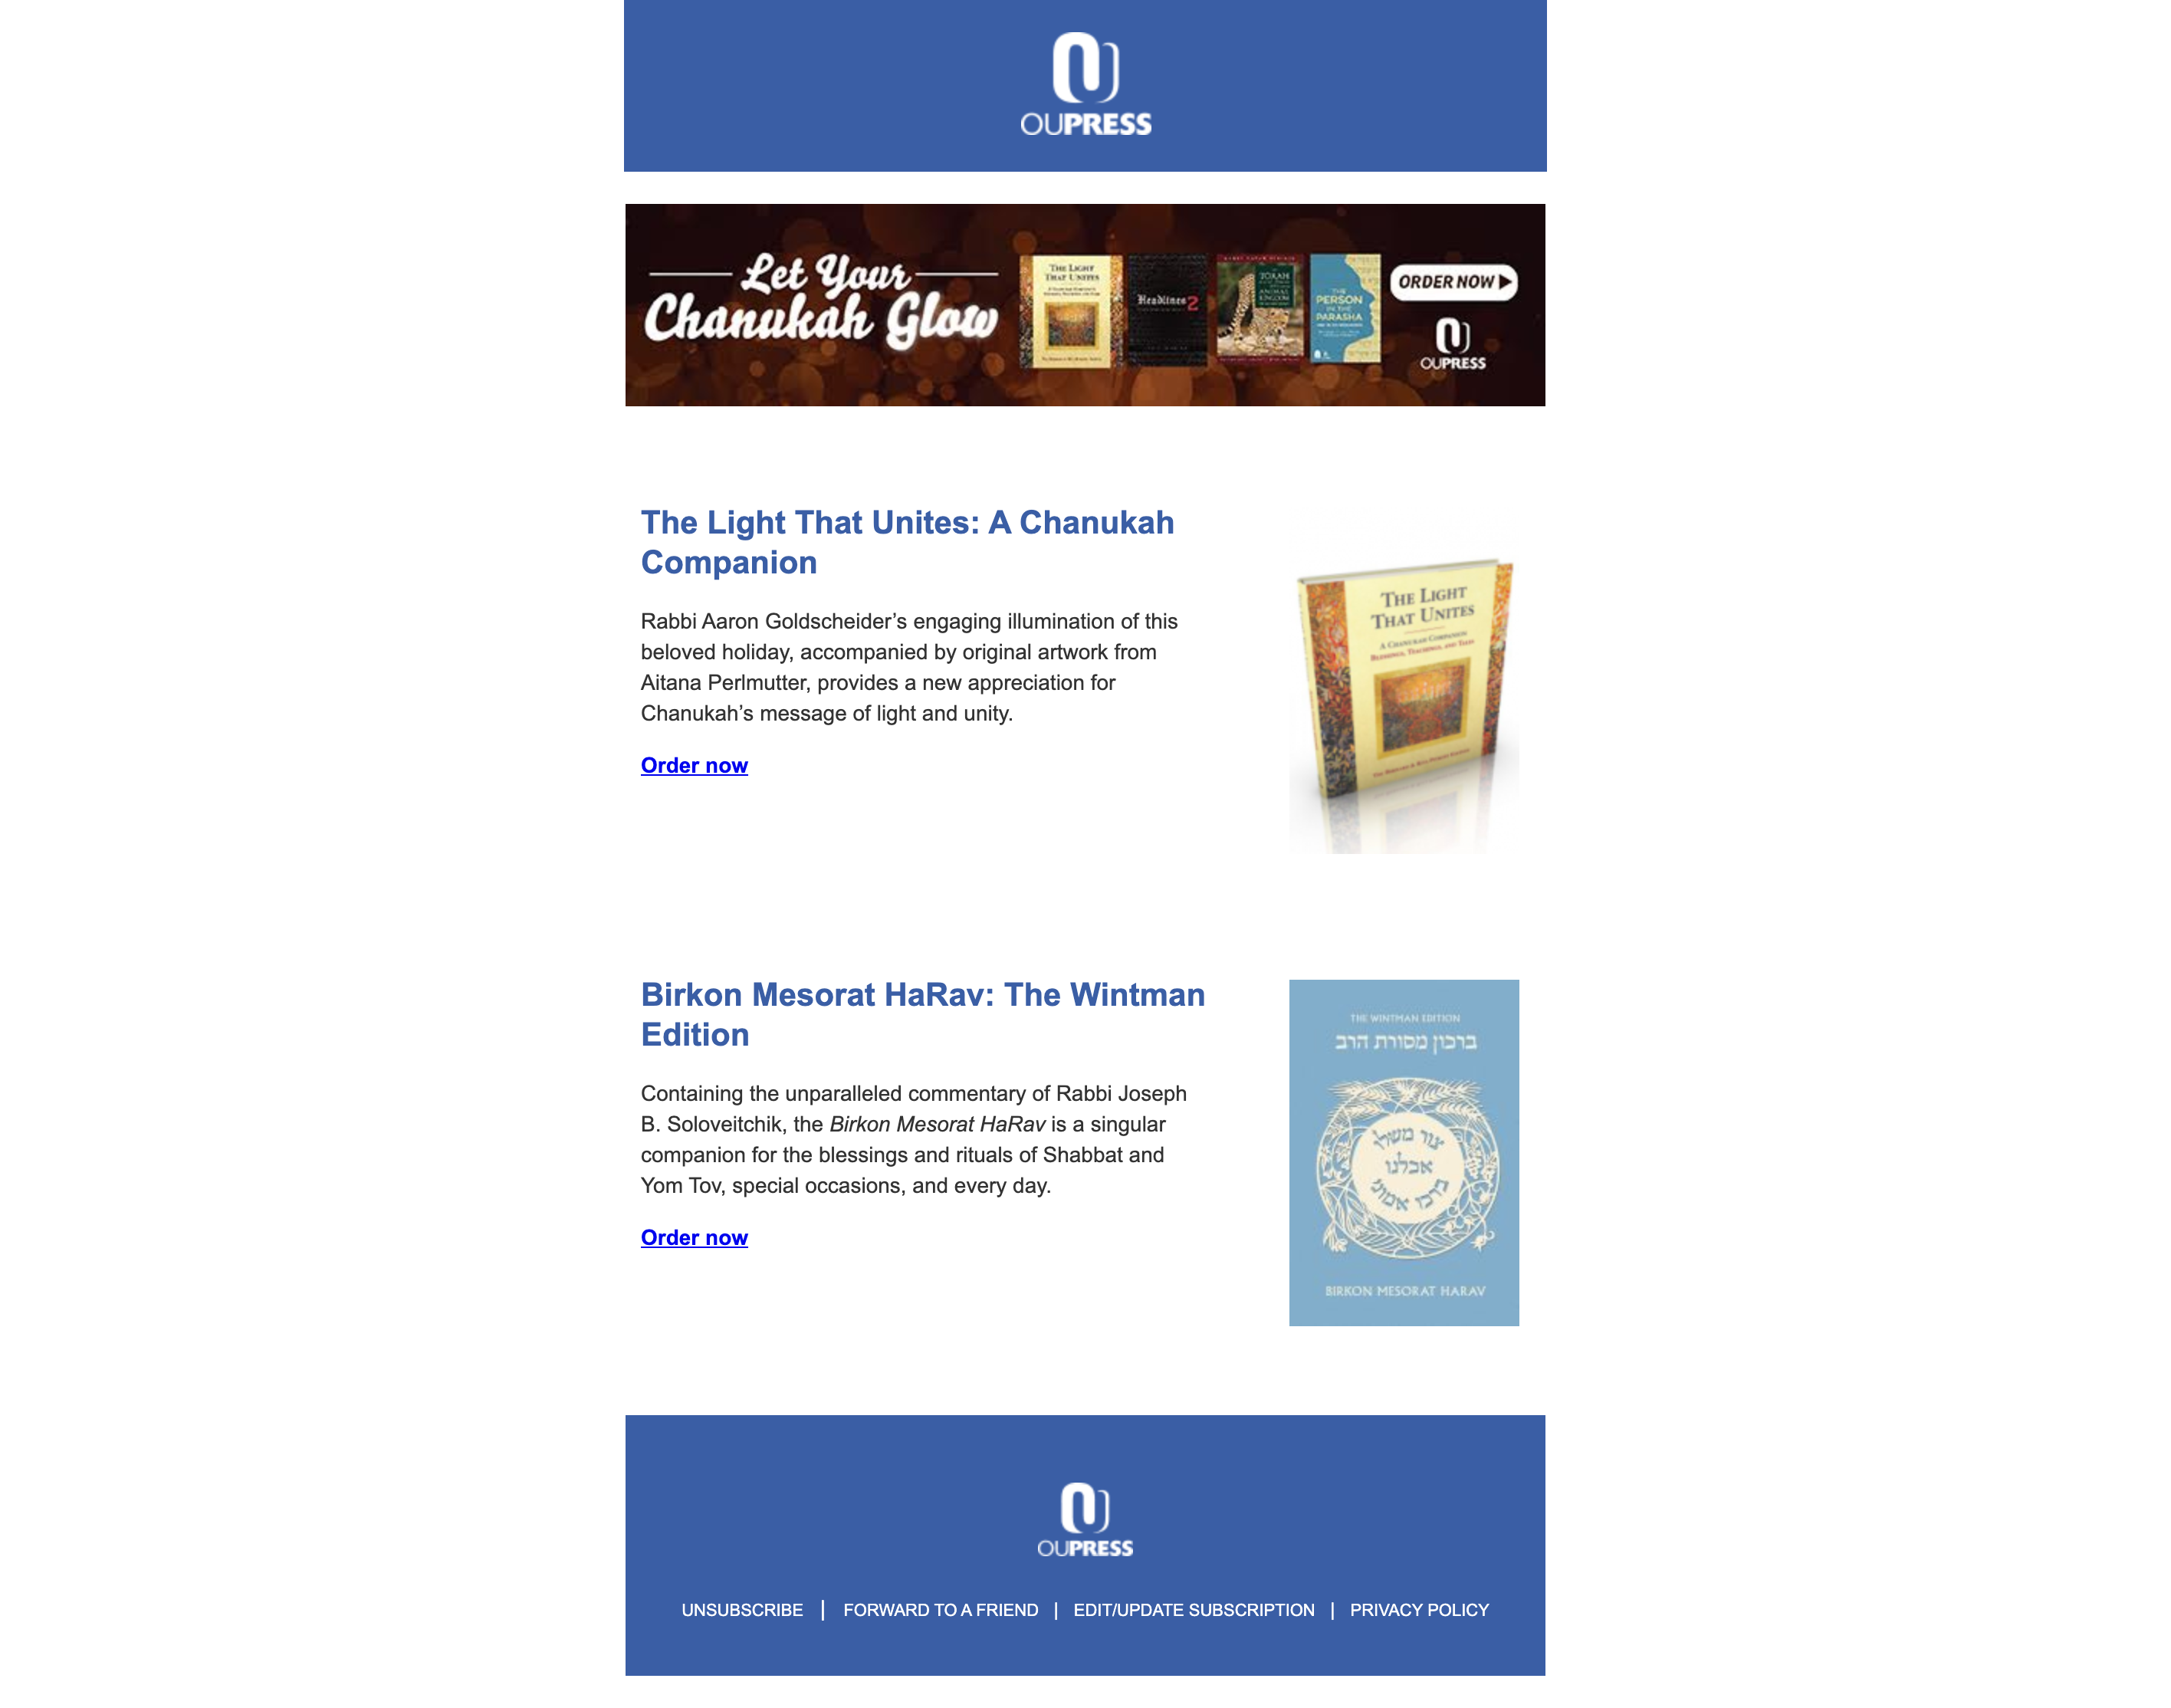 OUPRESS
Let Your
Chanukah Glow
THE LIGHT
THAT UNITES
Headlines 2
TORAH
ANIMAL
KINGDOM
THE
PERSON
IN THE
PARASHA
ORDER NOW
OUPRESS
The Light That Unites: A Chanukah
Companion
Rabbi Aaron Goldscheider’s engaging illumination of this
beloved holiday, accompanied by original artwork from
Aitana Perlmutter, provides a new appreciation for
Chanukah’s message of light and unity.
Order now
THE LIGHT
THAT UNITES
A CHANUKAH COMPANION
BLESSINGS, TEACHINGS, AND TALES
Birkon Mesorat HaRav: The Wintman
Edition
Containing the unparalleled commentary of Rabbi Joseph
B. Soloveitchik, the Birkon Mesorat HaRav is a singular
companion for the blessings and rituals of Shabbat and
Yom Tov, special occasions, and every day.
Order now
THE WINTMAN EDITION
ברכון מסורת הרב
צור משלו
אכלנו
ברכו אמוני
BIRKON MESORAT HARAV
OUPRESS
UNSUBSCRIBE | FORWARD TO A FRIEND | EDIT/UPDATE SUBSCRIPTION | PRIVACY POLICY